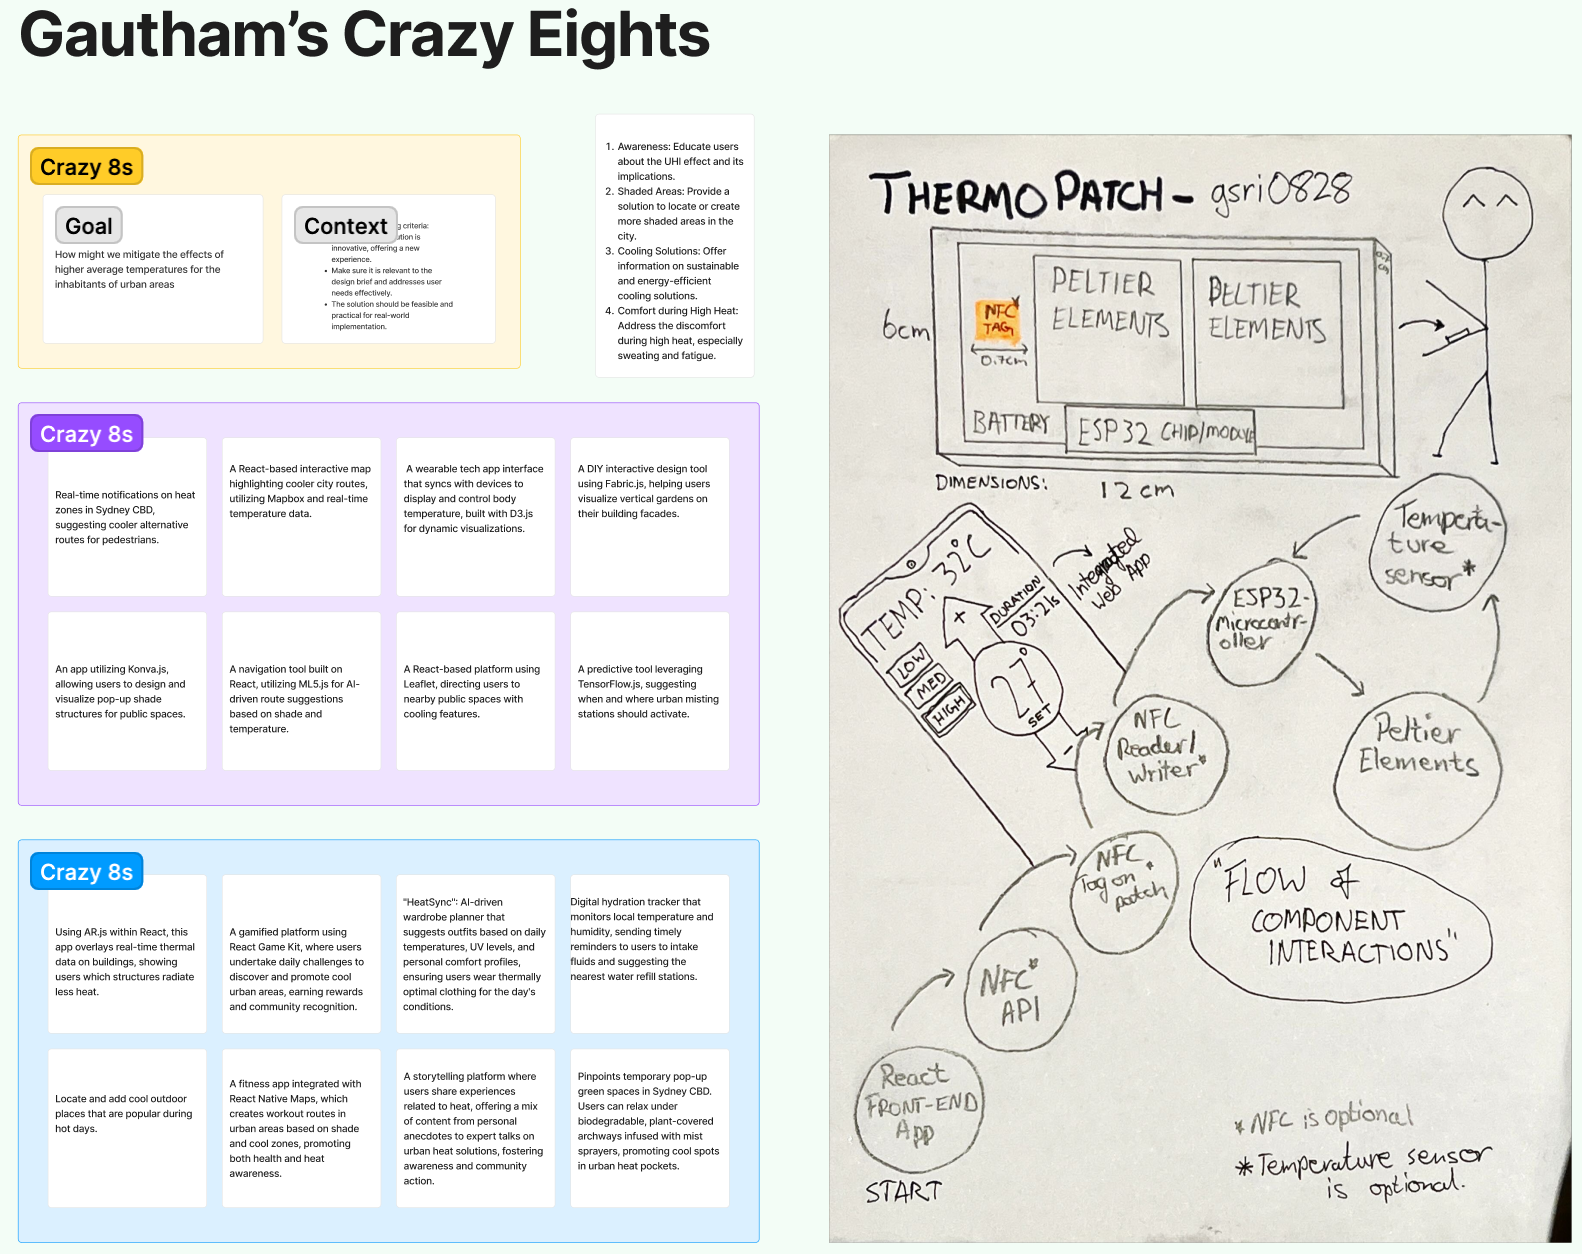 Gautham's Crazy Eights
Crazy 8s
Goal
How might we mitigate the effects of
higher average temperatures for the
inhabitants of urban areas
Context
g criteria:
ution is
innovative, offering a new
experience.
• Make sure it is relevant to the
design brief and addresses user
needs effectively.
• The solution should be feasible and
practical for real-world
implementation.
1. Awareness: Educate users
about the UHI effect and its
implications.
2. Shaded Areas: Provide a
solution to locate or create
more shaded areas in the
city.
3. Cooling Solutions: Offer
information on sustainable
and energy-efficient
cooling solutions.
4. Comfort during High Heat:
Address the discomfort
during high heat, especially
sweating and fatigue.
Crazy 8s
Real-time notifications on heat
zones in Sydney CBD,
suggesting cooler alternative
routes for pedestrians.
A React-based interactive map
highlighting cooler city routes,
utilizing Mapbox and real-time
temperature data.
A wearable tech app interface
that syncs with devices to
display and control body
temperature, built with D3.js
for dynamic visualizations.
A DIY interactive design tool
using Fabric.js, helping users
visualize vertical gardens on
their building facades.
An app utilizing Konva.js,
allowing users to design and
visualize pop-up shade
structures for public spaces.
A navigation tool built on
React, utilizing ML5.js for AI-
driven route suggestions
based on shade and
temperature.
A React-based platform using
Leaflet, directing users to
nearby public spaces with
cooling features.
A predictive tool leveraging
TensorFlow.js, suggesting
when and where urban misting
stations should activate.
Crazy 8s
Using AR.js within React, this
app overlays real-time thermal
data on buildings, showing
users which structures radiate
less heat.
A gamified platform using
React Game Kit, where users
undertake daily challenges to
discover and promote cool
urban areas, earning rewards
and community recognition.
"HeatSync": AI-driven
wardrobe planner that
suggests outfits based on daily
temperatures, UV levels, and
personal comfort profiles,
ensuring users wear thermally
optimal clothing for the day's
conditions.
Digital hydration tracker that
monitors local temperature and
humidity, sending timely
reminders to users to intake
fluids and suggesting the
nearest water refill stations.
Locate and add cool outdoor
places that are popular during
hot days.
A fitness app integrated with
React Native Maps, which
creates workout routes in
urban areas based on shade
and cool zones, promoting
both health and heat
awareness.
A storytelling platform where
users share experiences
related to heat, offering a mix
of content from personal
anecdotes to expert talks on
urban heat solutions, fostering
awareness and community
action.
Pinpoints temporary pop-up
green spaces in Sydney CBD.
Users can relax under
biodegradable, plant-covered
archways infused with mist
sprayers, promoting cool spots
in urban heat pockets.
THERMO PATCH - gsri0828
6cm
NFC
TAG
0.7cm
PELTIER
ELEMENTS
PELTIER
ELEMENTS
BATTERY
ESP32 CHIP/MODULE
cm
DIMENSIONS:
12 cm
TEMP: 32°C
LOW
MED
HIGH
+
DURATION
03:21s
27°
SET
-
Integrated
Web App
Tempera-
ture
sensor*
ESP32-
Microcontr-
oller
NFC
Reader/
Writer*
Peltier
Elements
NFC *
Tag on
patch
"FLOW &
COMPONENT
INTERACTIONS"
NFC*
API
React
FRONT-END
App
START
* NFC is optional
* Temperature sensor
is optional.